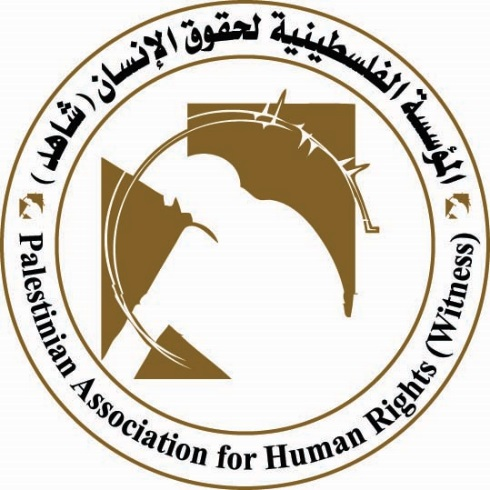 المؤسسة الفلسطينية لحقوق الإنسان (شاهد)
Palestinian Association for Human Rights (Witness)